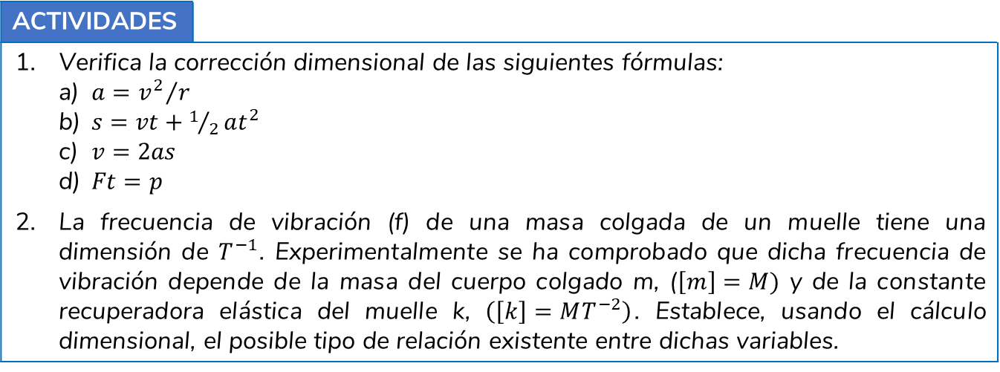 ACTIVIDADES
1. Verifica la corrección dimensional de las siguientes fórmulas:
a) a = v²/r
b) s = vt + ¹/₂ at²
c) v = 2as
d) Ft = p
2. La frecuencia de vibración (f) de una masa colgada de un muelle tiene una
dimensión de T⁻¹. Experimentalmente se ha comprobado que dicha frecuencia de
vibración depende de la masa del cuerpo colgado m, ([m] = M) y de la constante
recuperadora elástica del muelle k, ([k] = MT⁻²). Establece, usando el cálculo
dimensional, el posible tipo de relación existente entre dichas variables.